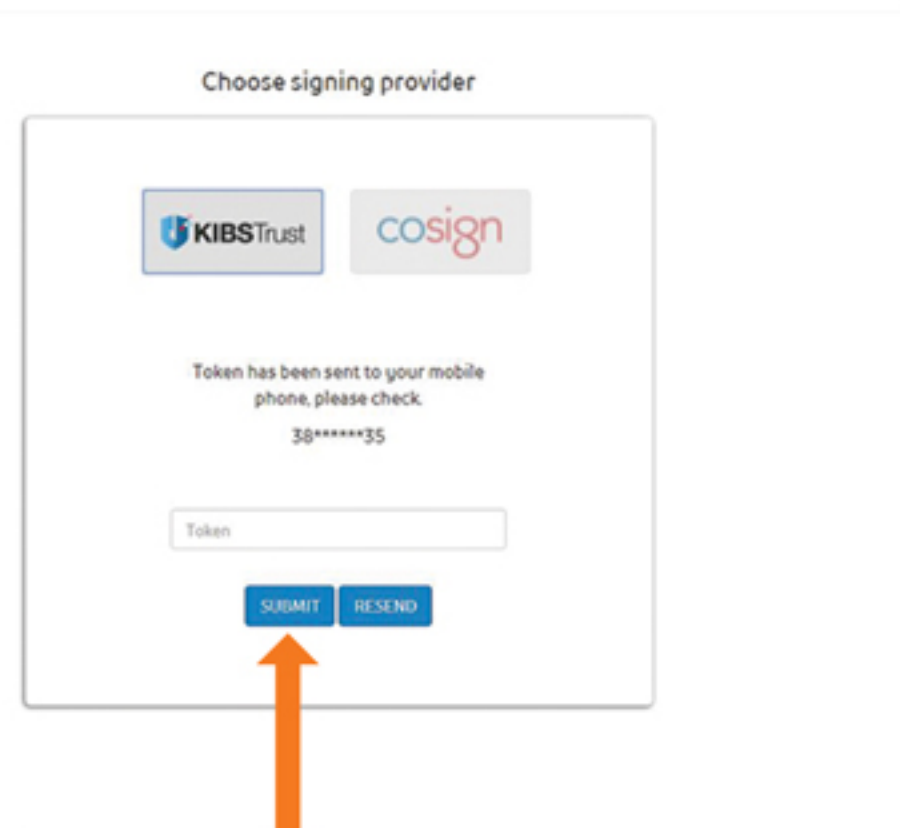 Choose signing provider
KIBSTrust
cosign
Token has been sent to your mobile
phone, please check.
38******35
Token
SUBMIT
RESEND